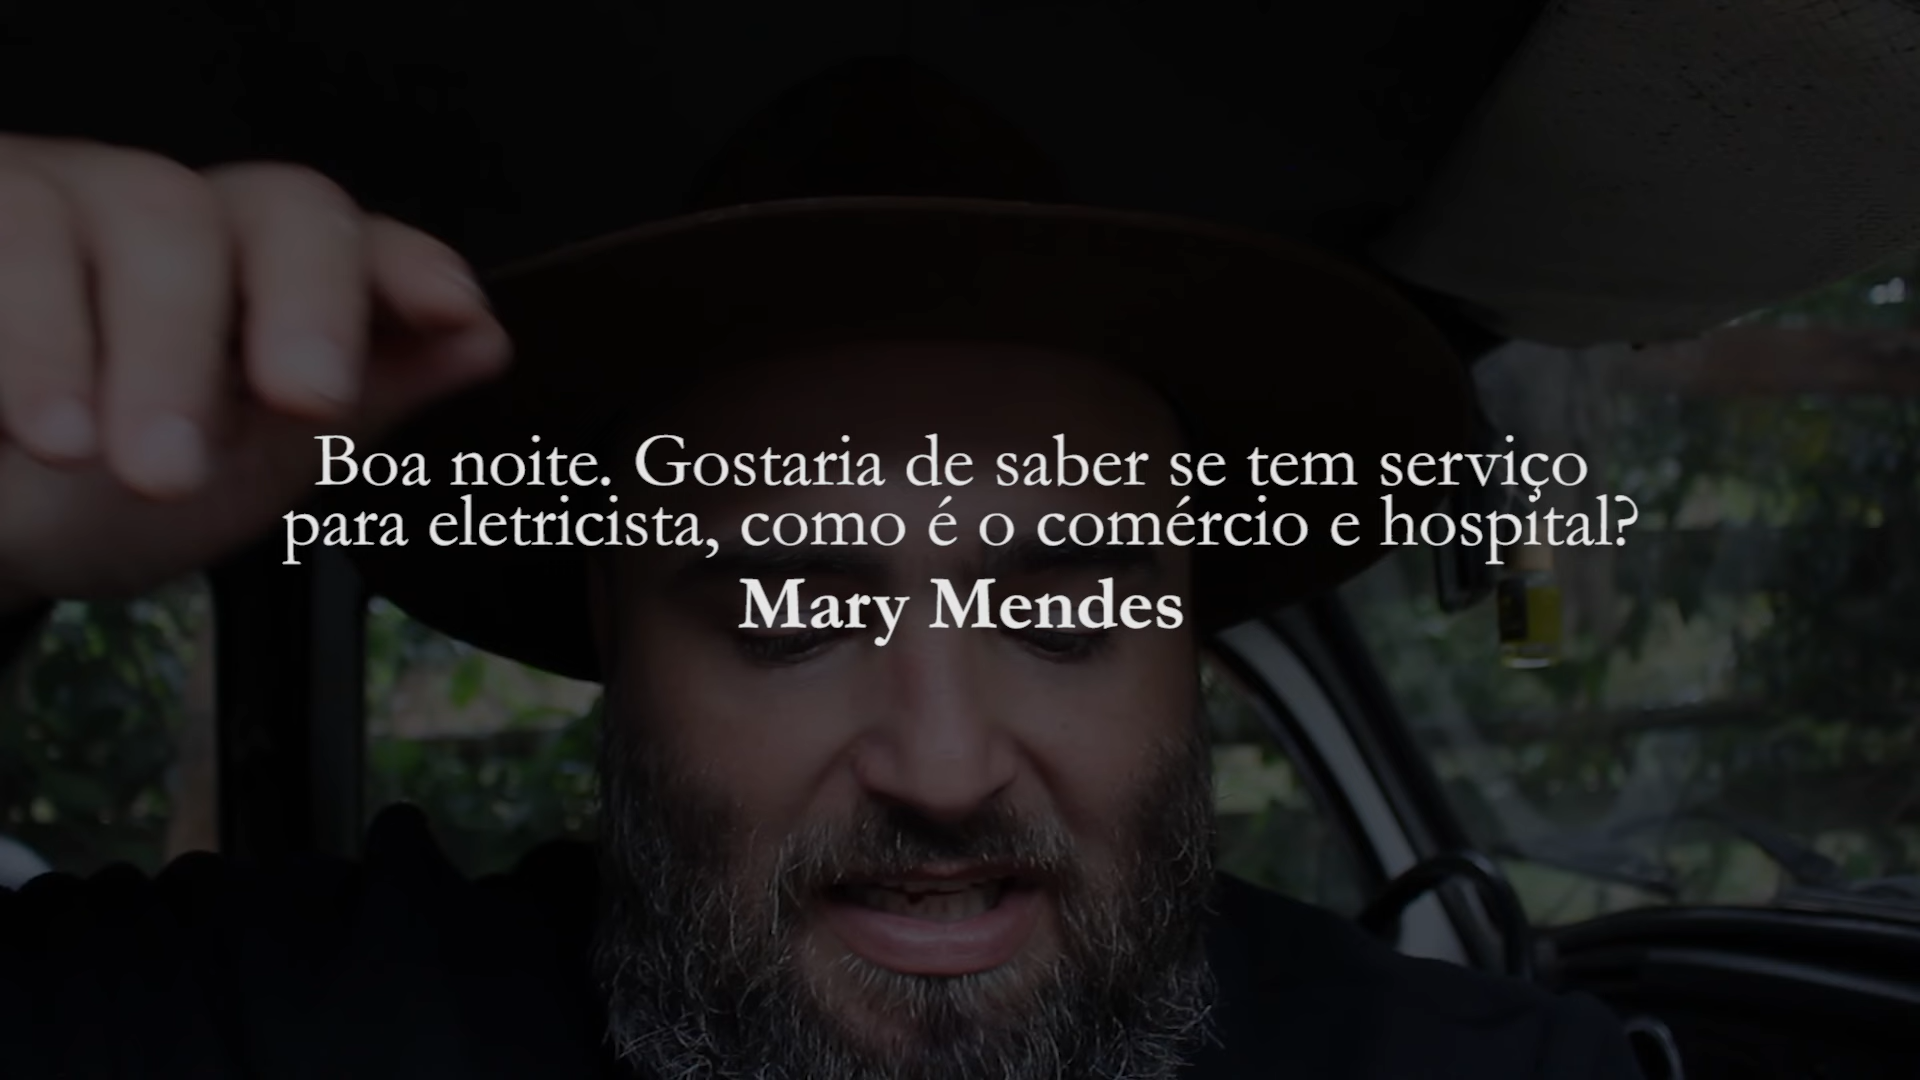 Boa noite. Gostaria de saber se tem serviço
para eletricista, como é o comércio e hospital?
Mary Mendes